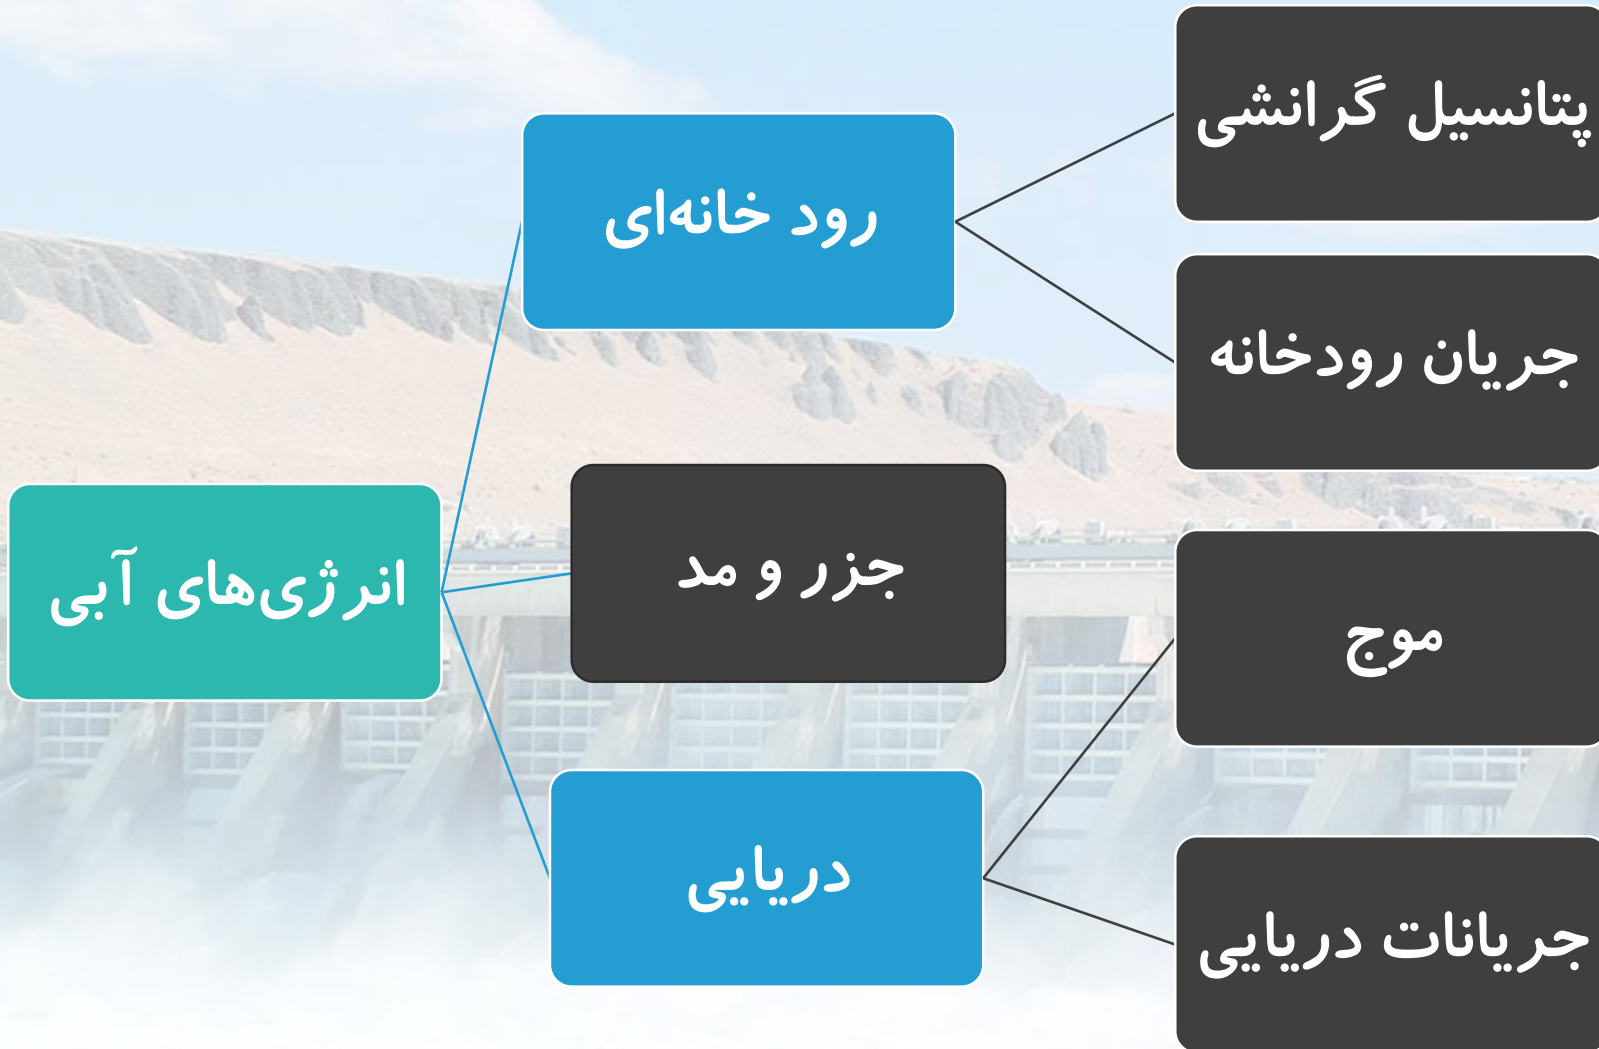 پتانسیل گرانشی
رود خانه‌ای
جریان رودخانه
جزر و مد
انرژی‌های آبی
موج
دریایی
جریانات دریایی